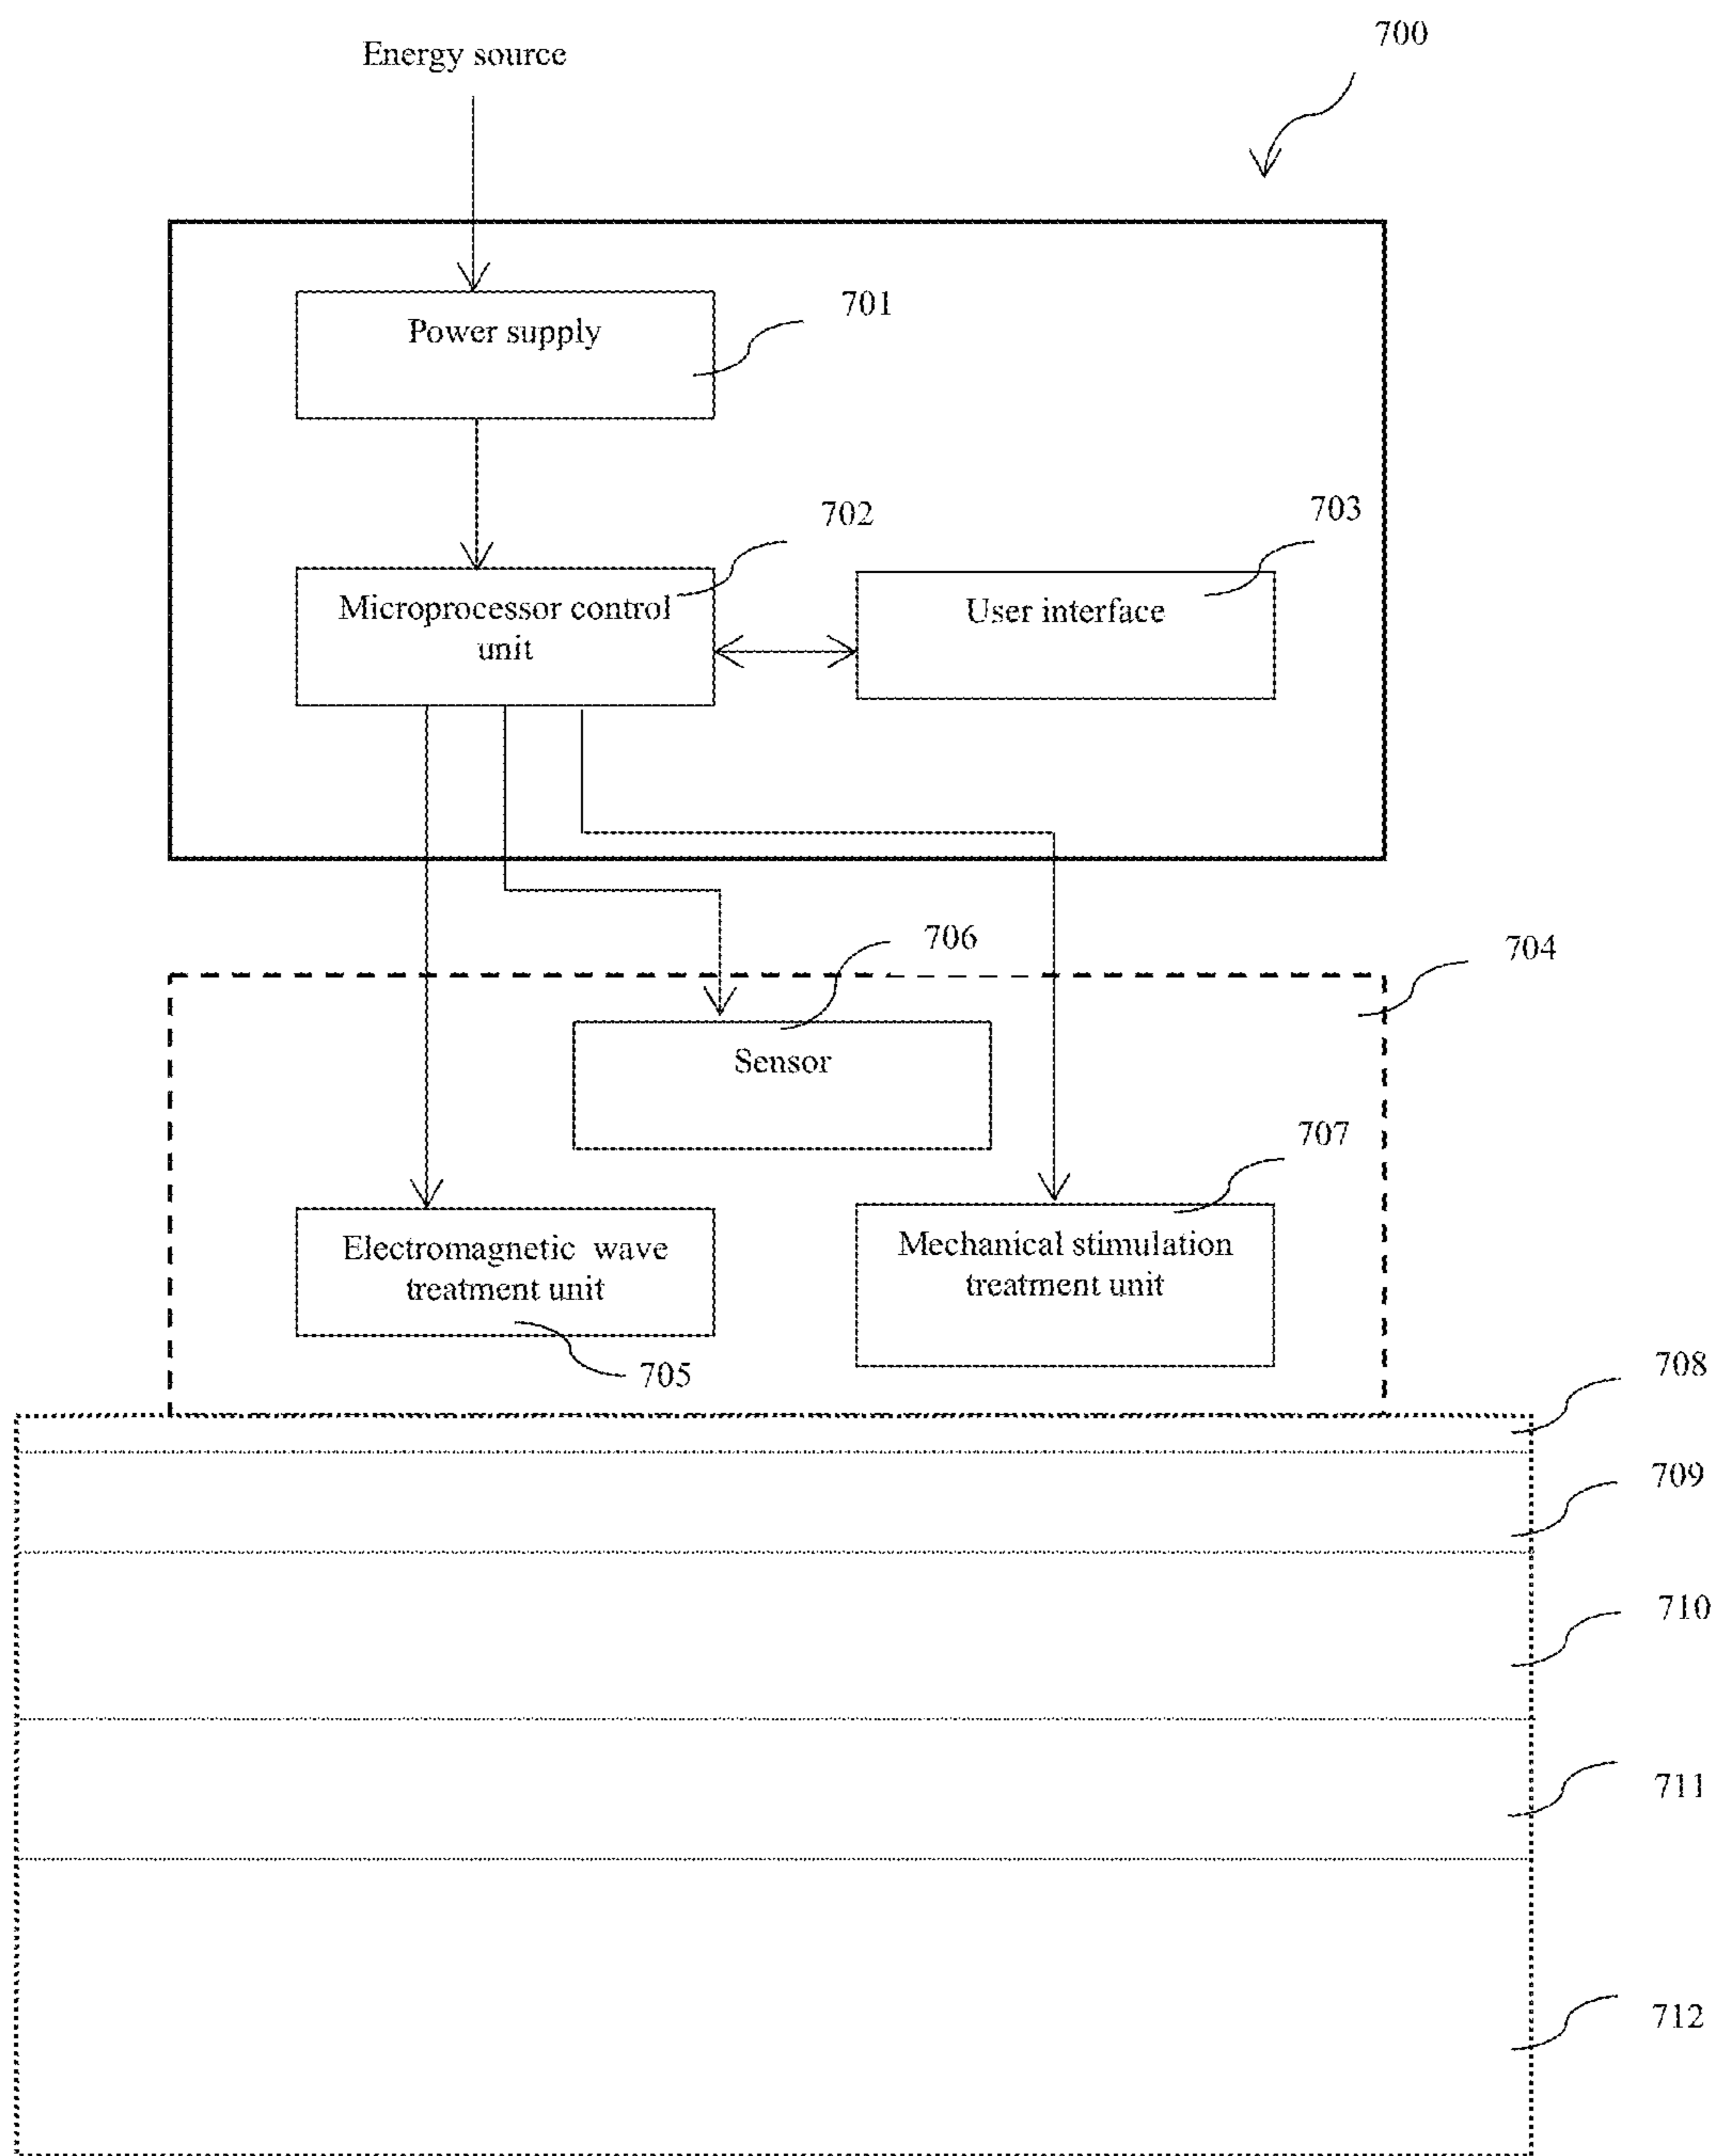 700
Energy source
701
Power supply
702
703
Microprocessor control
unit
User interface
706
704
Sensor
707
Electromagnetic wave
treatment unit
Mechanical stimulation
treatment unit
705
708
709
710
711
712